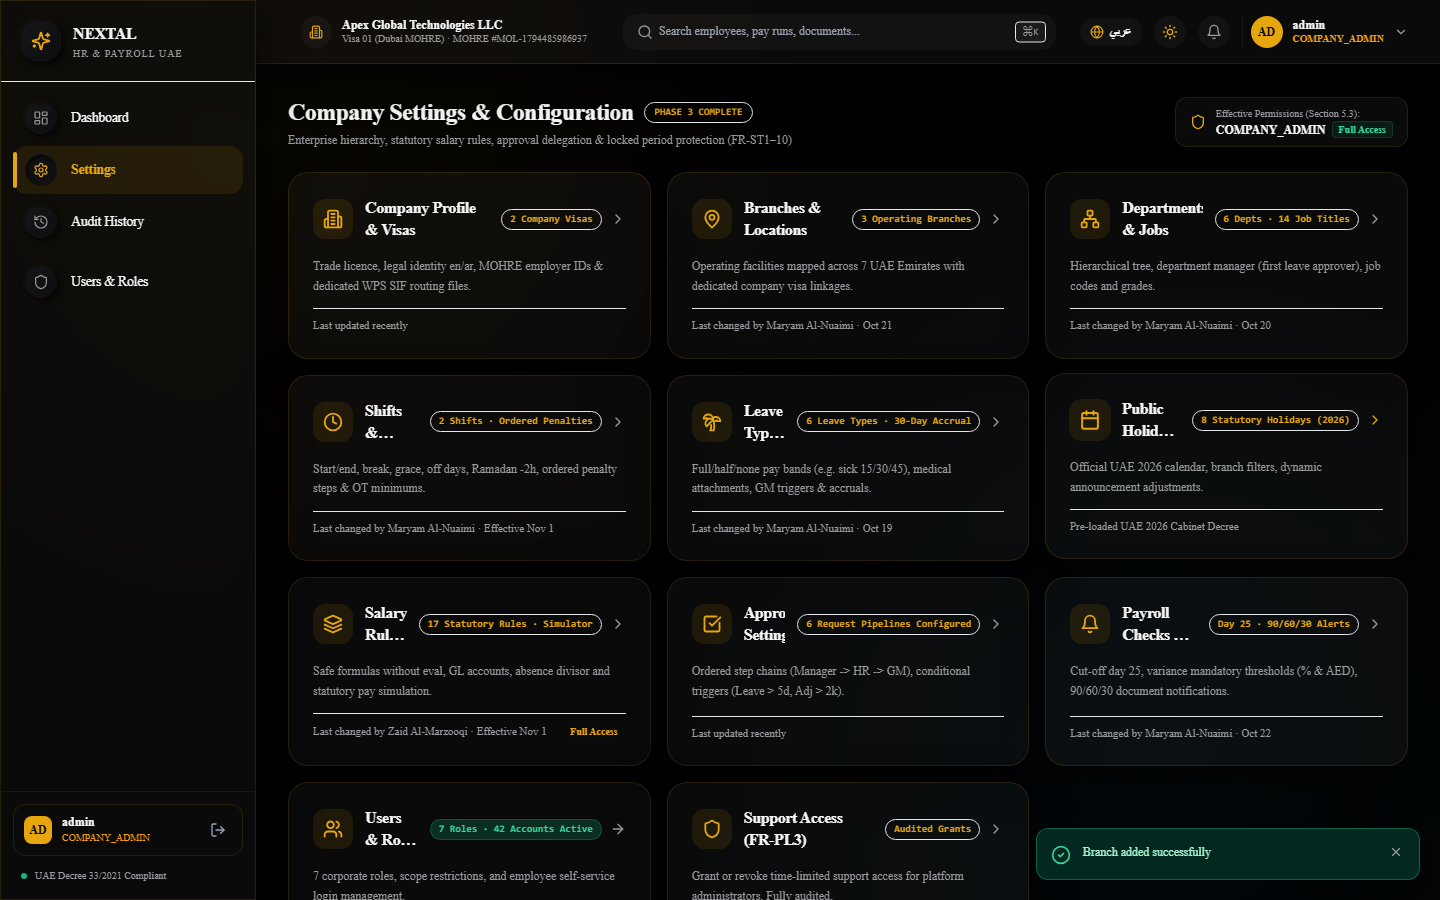 NEXTAL
HR & PAYROLL UAE
Apex Global Technologies LLC
Visa 01 (Dubai MOHRE) · MOHRE #MOL-1794485986937
Search employees, pay runs, documents...
⌘K
عربي
AD
admin
COMPANY_ADMIN
Dashboard
Settings
Audit History
Users & Roles
Company Settings & Configuration
PHASE 3 COMPLETE
Enterprise hierarchy, statutory salary rules, approval delegation & locked period protection (FR-ST1–10)
Effective Permissions (Section 5.3):
COMPANY_ADMIN Full Access
Company Profile
& Visas
2 Company Visas
Trade licence, legal identity en/ar, MOHRE employer IDs &
dedicated WPS SIF routing files.
Last updated recently
Branches &
Locations
3 Operating Branches
Operating facilities mapped across 7 UAE Emirates with
dedicated company visa linkages.
Last changed by Maryam Al-Nuaimi · Oct 21
Departments
& Jobs
6 Depts · 14 Job Titles
Hierarchical tree, department manager (first leave approver), job
codes and grades.
Last changed by Maryam Al-Nuaimi · Oct 20
Shifts
&...
2 Shifts · Ordered Penalties
Start/end, break, grace, off days, Ramadan -2h, ordered penalty
steps & OT minimums.
Last changed by Maryam Al-Nuaimi · Effective Nov 1
Leave
Typ...
6 Leave Types · 30-Day Accrual
Full/half/none pay bands (e.g. sick 15/30/45), medical
attachments, GM triggers & accruals.
Last changed by Maryam Al-Nuaimi · Oct 19
Public
Holid...
8 Statutory Holidays (2026)
Official UAE 2026 calendar, branch filters, dynamic
announcement adjustments.
Pre-loaded UAE 2026 Cabinet Decree
Salary
Rul...
17 Statutory Rules · Simulator
Safe formulas without eval, GL accounts, absence divisor and
statutory pay simulation.
Last changed by Zaid Al-Marzooqi · Effective Nov 1
Full Access
Appro
Setting
6 Request Pipelines Configured
Ordered step chains (Manager -> HR -> GM), conditional
triggers (Leave > 5d, Adj > 2k).
Last updated recently
Payroll
Checks ...
Day 25 · 90/60/30 Alerts
Cut-off day 25, variance mandatory thresholds (% & AED),
90/60/30 document notifications.
Last changed by Maryam Al-Nuaimi · Oct 22
Users
& Ro...
7 Roles · 42 Accounts Active
7 corporate roles, scope restrictions, and employee self-service
login management.
Support Access
(FR-PL3)
Audited Grants
Grant or revoke time-limited support access for platform
administrators. Fully audited.
Branch added successfully
AD
admin
COMPANY_ADMIN
UAE Decree 33/2021 Compliant